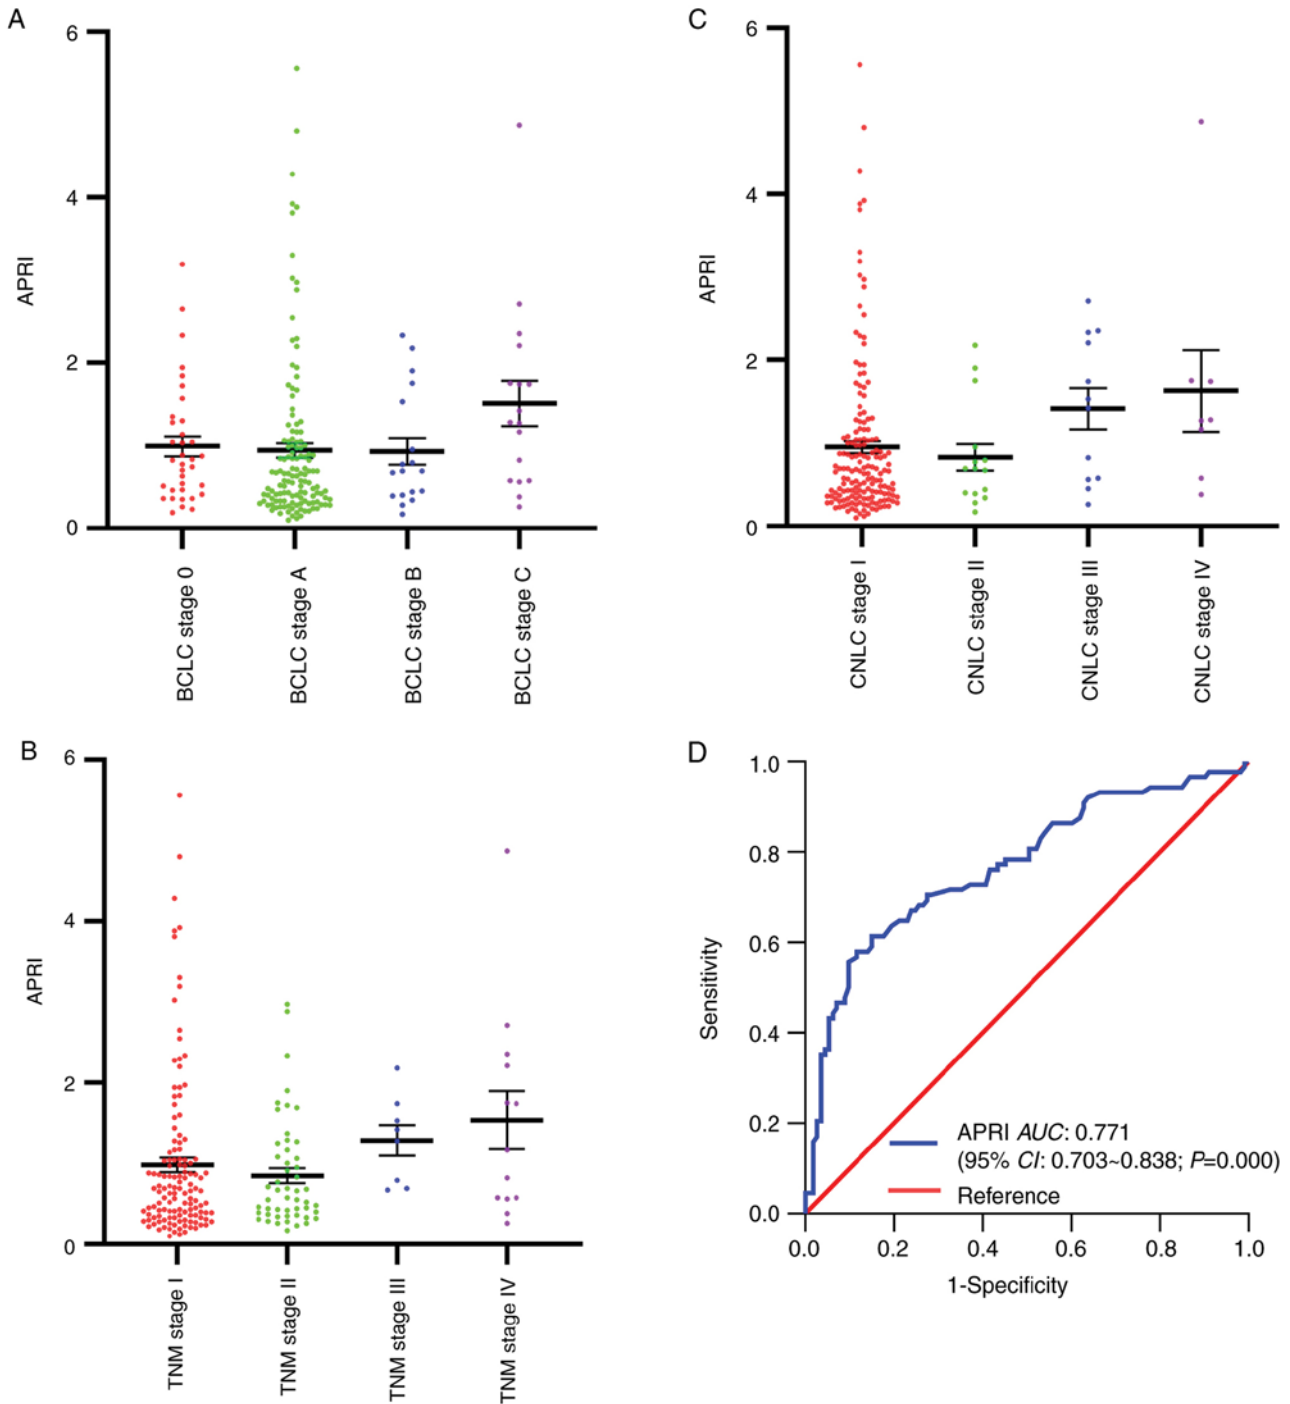 A
6
4
2
0
APRI
BCLC stage 0
BCLC stage A
BCLC stage B
BCLC stage C
C
6
4
2
0
APRI
CNLC stage I
CNLC stage II
CNLC stage III
CNLC stage IV
B
6
4
2
0
APRI
TNM stage I
TNM stage II
TNM stage III
TNM stage IV
D
1.0
0.8
0.6
0.4
0.2
0.0
Sensitivity
APRI AUC: 0.771
(95% CI: 0.703~0.838; P=0.000)
Reference
0.0 0.2 0.4 0.6 0.8 1.0
1-Specificity